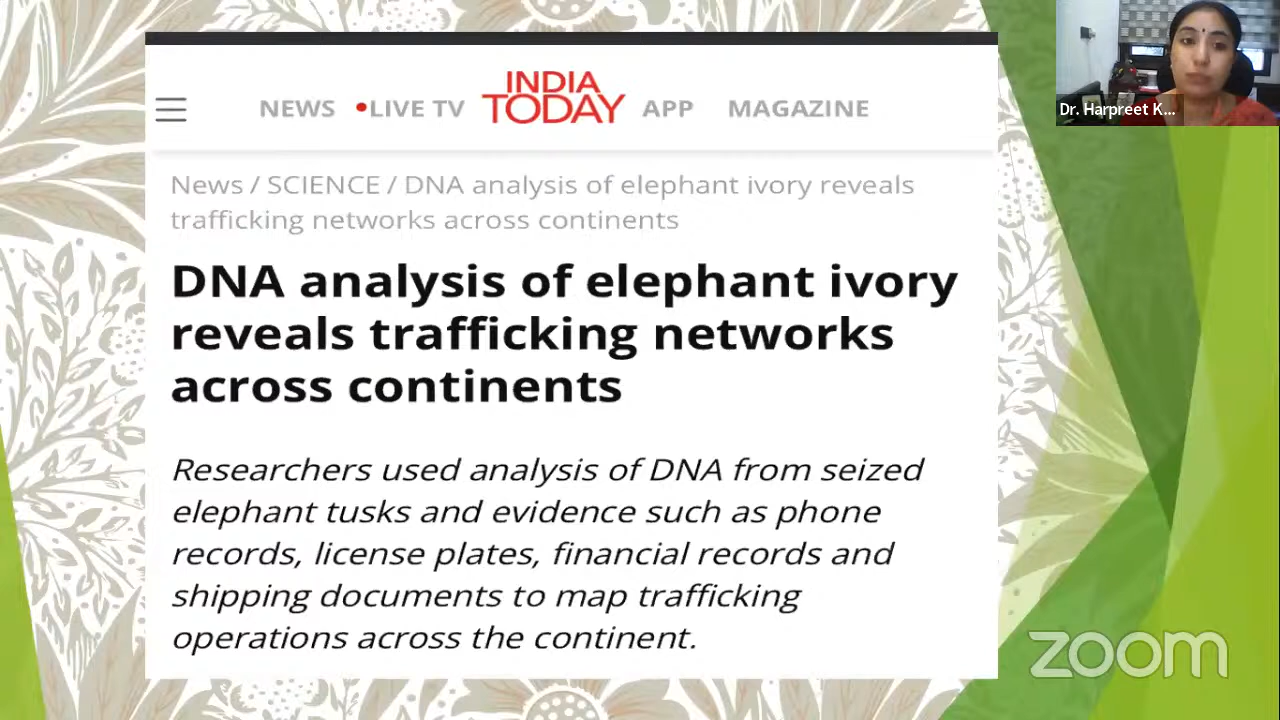 NEWS •LIVE TV INDIA TODAY APP MAGAZINE
News / SCIENCE / DNA analysis of elephant ivory reveals
trafficking networks across continents
DNA analysis of elephant ivory
reveals trafficking networks
across continents
Researchers used analysis of DNA from seized
elephant tusks and evidence such as phone
records, license plates, financial records and
shipping documents to map trafficking
operations across the continent.
Dr. Harpreet K...
zoom